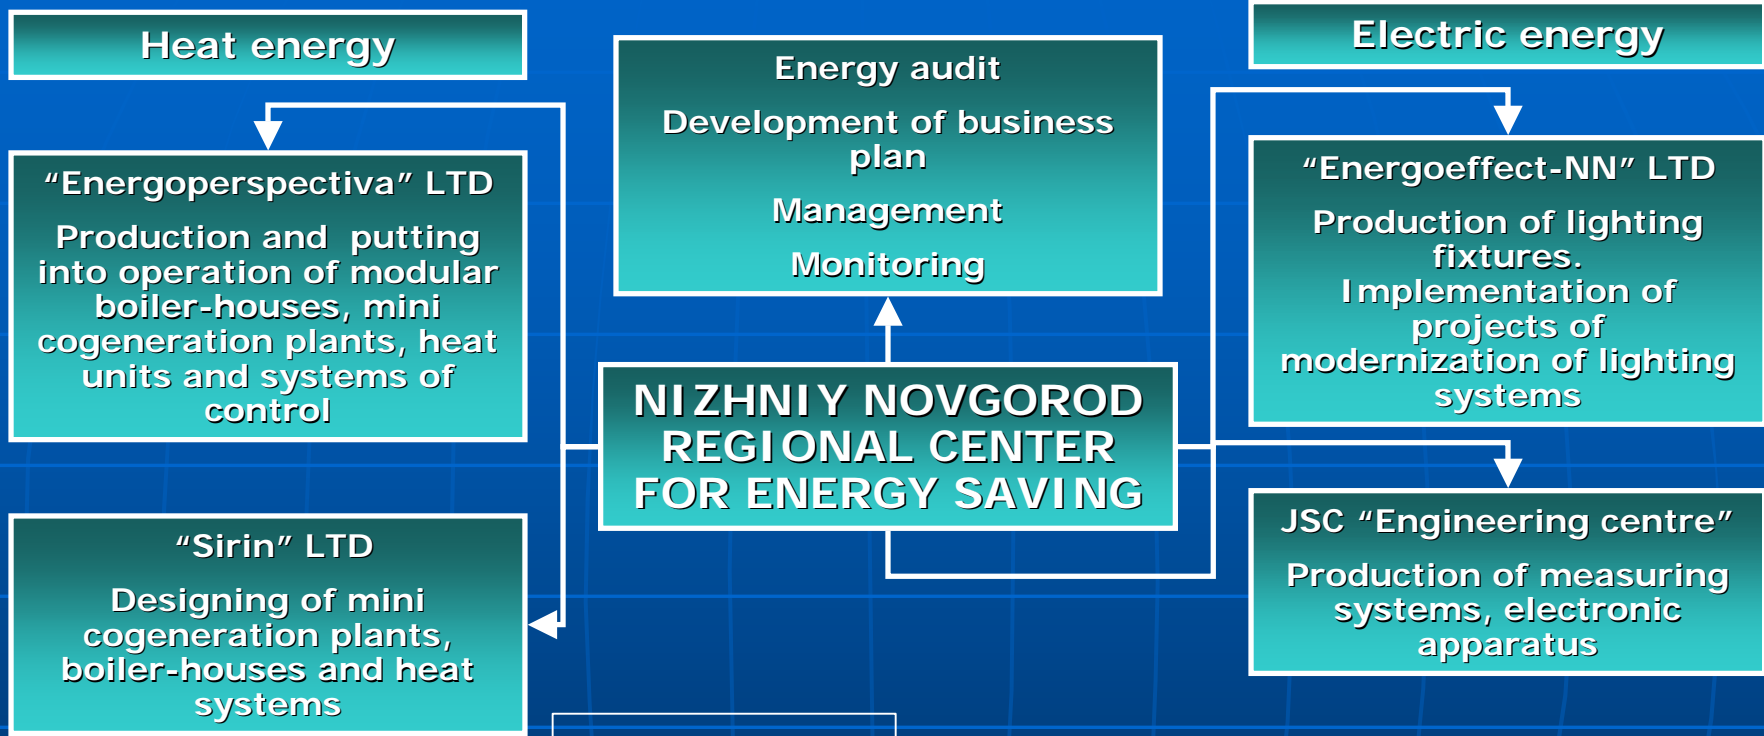 Heat energy
“Energoperspectiva” LTD
Production and putting
into operation of modular
boiler-houses, mini
cogeneration plants, heat
units and systems of
control
“Sirin” LTD
Designing of mini
cogeneration plants,
boiler-houses and heat
systems
Energy audit
Development of business
plan
Management
Monitoring
NIZHNIY NOVGOROD
REGIONAL CENTER
FOR ENERGY SAVING
Electric energy
“Energoeffect-NN” LTD
Production of lighting
fixtures.
Implementation of
projects of
modernization of lighting
systems
JSC “Engineering centre”
Production of measuring
systems, electronic
apparatus